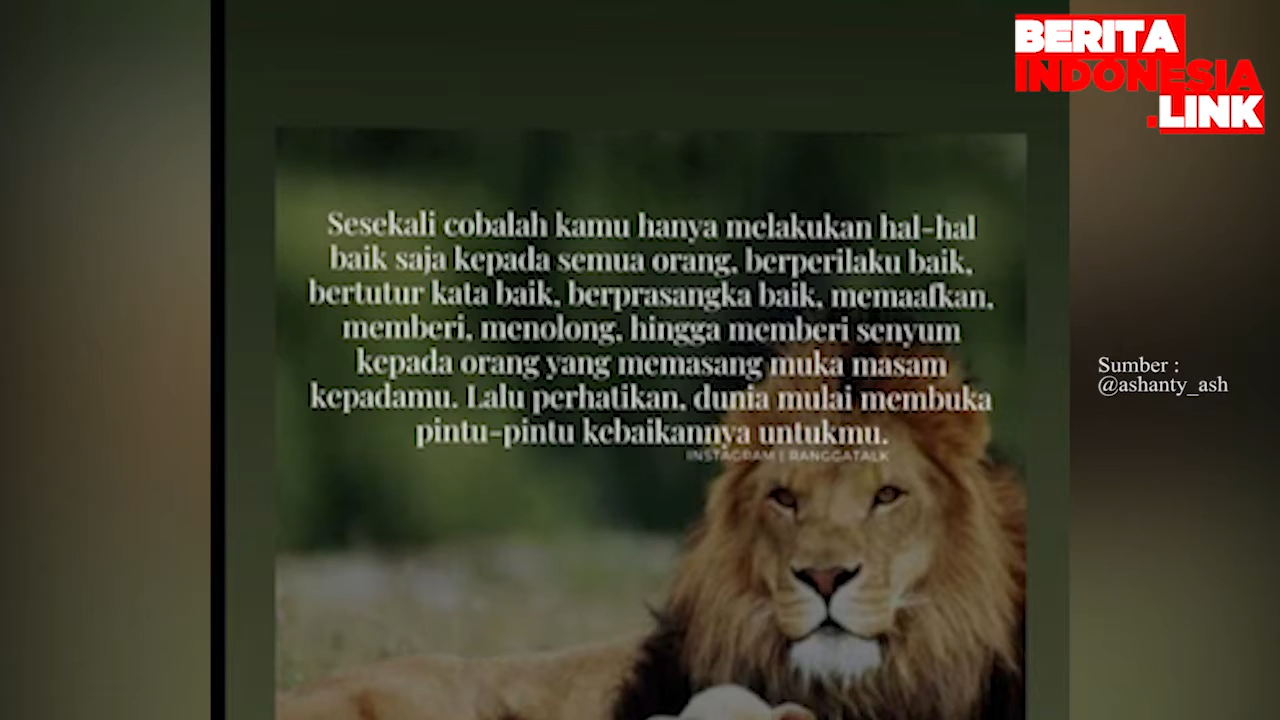 BERITA
INDONESIA
.LINK
Sesekali cobalah kamu hanya melakukan hal-hal
baik saja kepada semua orang, berperilaku baik,
bertutur kata baik, berprasangka baik, memaafkan,
memberi, menolong, hingga memberi senyum
kepada orang yang memasang muka masam
kepadamu. Lalu perhatikan, dunia mulai membuka
pintu-pintu kebaikannya untukmu.
INSTAGRAM | RANGGATALK
Sumber :
@ashanty_ash